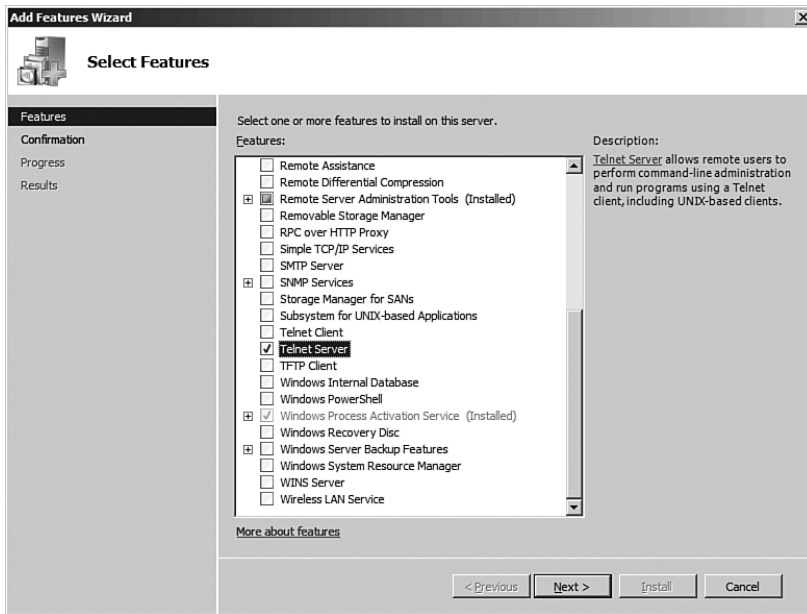 Add Features Wizard
Select Features
Features
Confirmation
Progress
Results
Select one or more features to install on this server.
Features:
Remote Assistance
Remote Differential Compression
Remote Server Administration Tools (Installed)
Removable Storage Manager
RPC over HTTP Proxy
Simple TCP/IP Services
SMTP Server
SNMP Services
Storage Manager for SANs
Subsystem for UNIX-based Applications
Telnet Client
Telnet Server
TFTP Client
Windows Internal Database
Windows PowerShell
Windows Process Activation Service (Installed)
Windows Recovery Disc
Windows Server Backup Features
Windows System Resource Manager
WINS Server
Wireless LAN Service
More about features
Description:
Telnet Server allows remote users to
perform command-line administration
and run programs using a Telnet
client, including UNIX-based clients.
< Previous
Next >
Install
Cancel